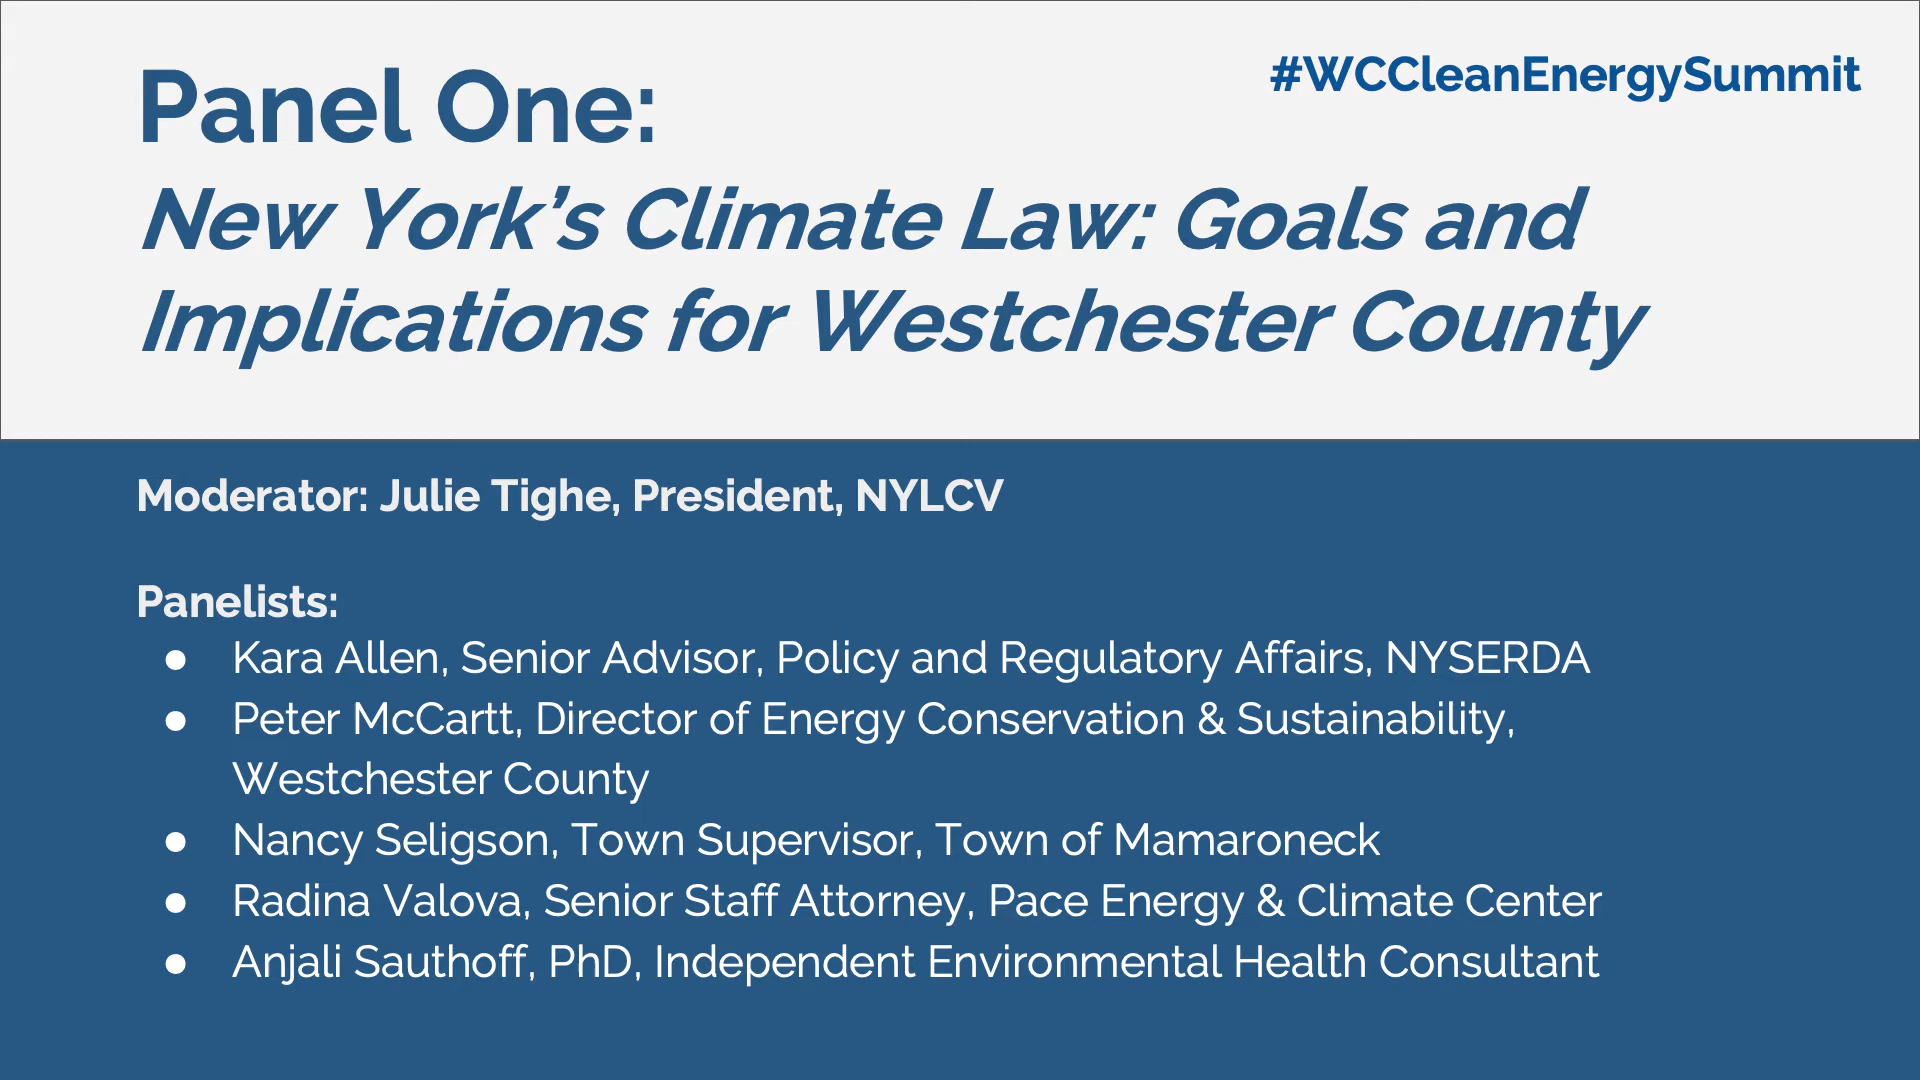 Panel One:
#WCCleanEnergySummit
New York’s Climate Law: Goals and
Implications for Westchester County
Moderator: Julie Tighe, President, NYLCV
Panelists:
● Kara Allen, Senior Advisor, Policy and Regulatory Affairs, NYSERDA
● Peter McCartt, Director of Energy Conservation & Sustainability,
Westchester County
● Nancy Seligson, Town Supervisor, Town of Mamaroneck
● Radina Valova, Senior Staff Attorney, Pace Energy & Climate Center
● Anjali Sauthoff, PhD, Independent Environmental Health Consultant